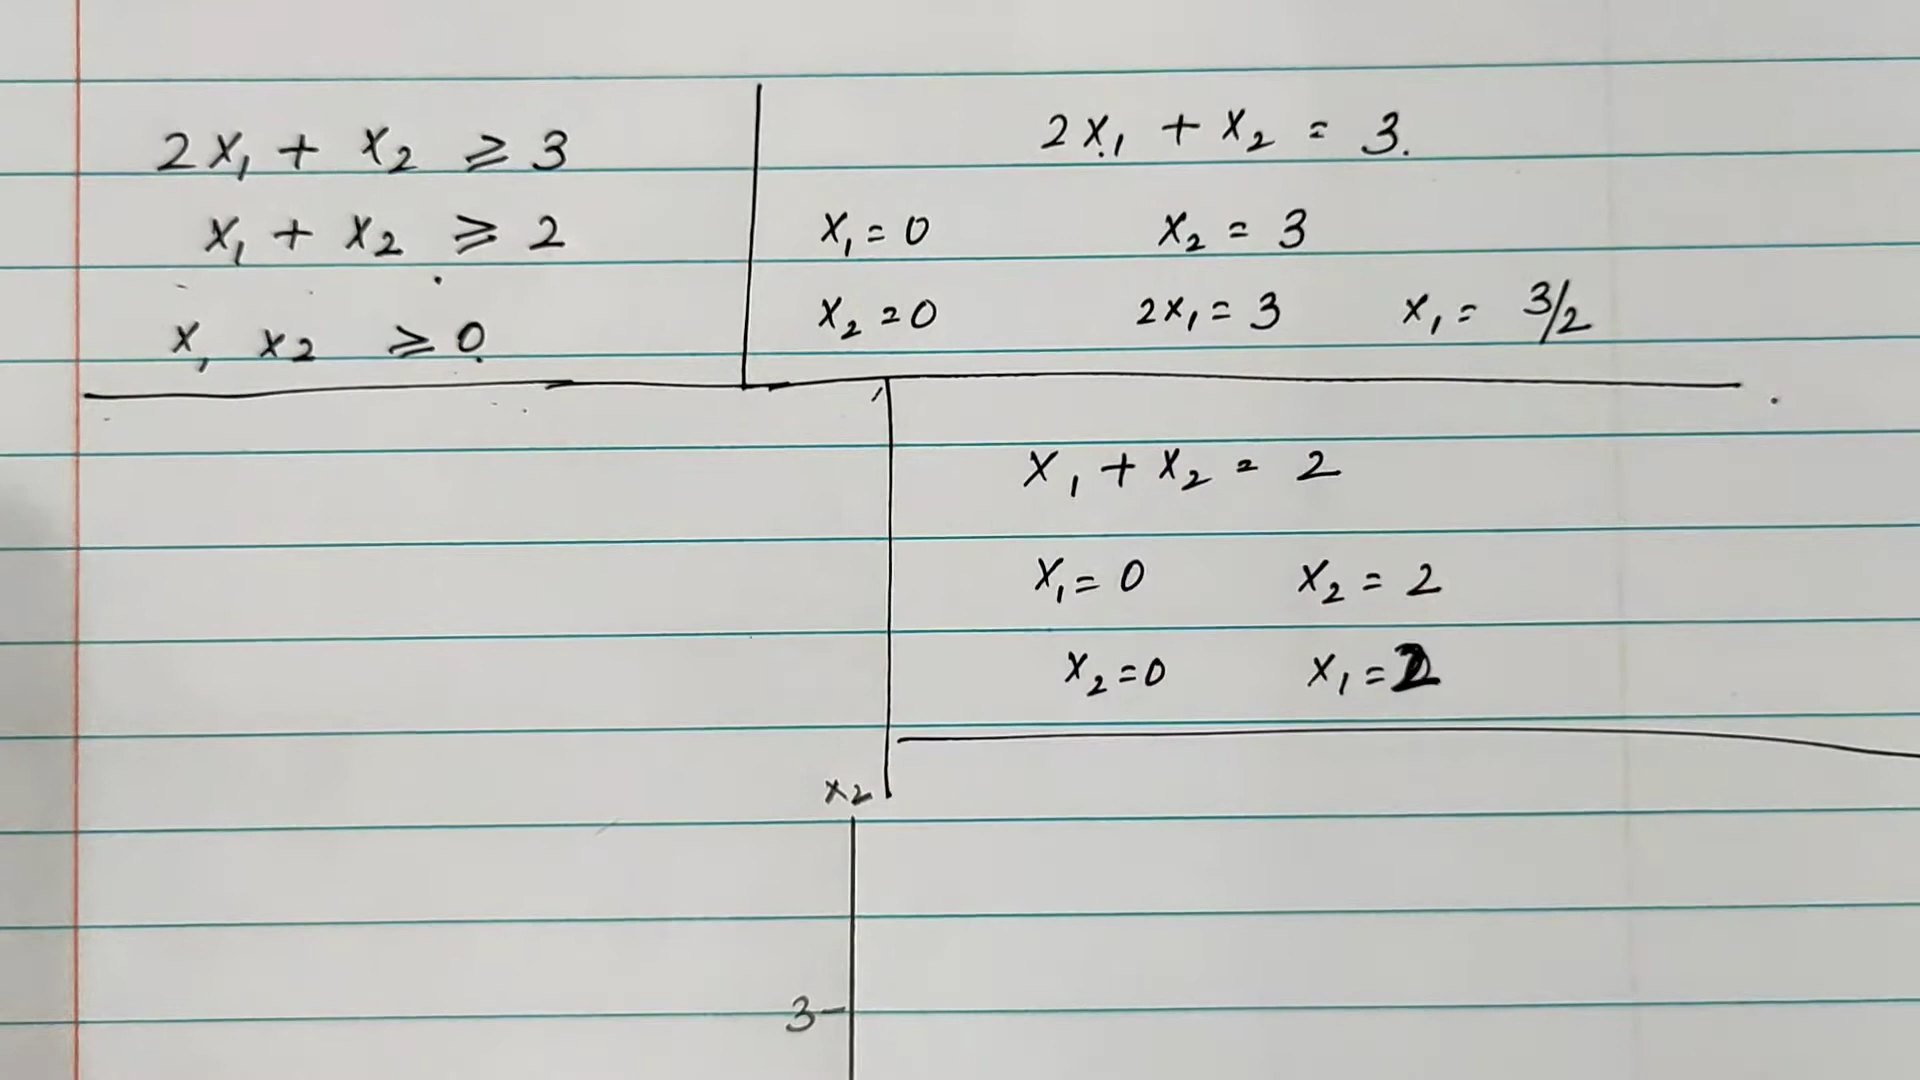 2x₁ + x₂ ≥ 3
x₁ + x₂ ≥ 2
x₁ x₂ ≥ 0
2x₁ + x₂ = 3.
x₁ = 0 x₂ = 3
x₂ = 0 2x₁ = 3 x₁ = 3/2
x₁ + x₂ = 2
x₁ = 0 x₂ = 2
x₂ = 0 x₁ = 2
x₂
3